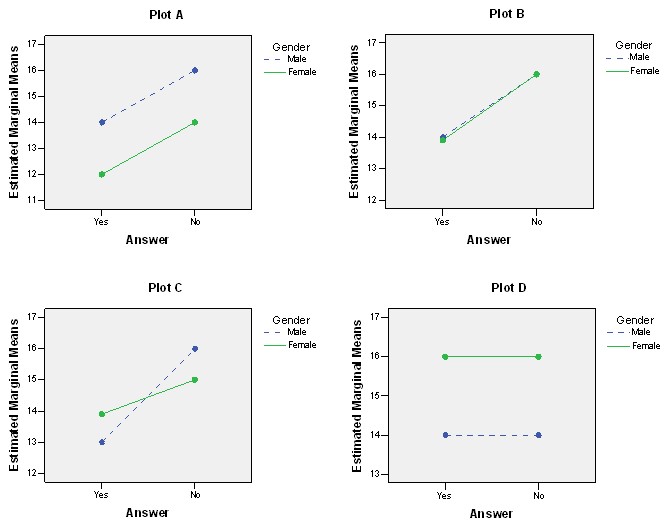 Plot A
Estimated Marginal Means
17
16
15
14
13
12
11
Yes
No
Answer
Gender
Male
Female
Plot B
Estimated Marginal Means
17
16
15
14
13
12
Yes
No
Answer
Gender
Male
Female
Plot C
Estimated Marginal Means
17
16
15
14
13
12
Yes
No
Answer
Gender
Male
Female
Plot D
Estimated Marginal Means
17
16
15
14
13
Yes
No
Answer
Gender
Male
Female